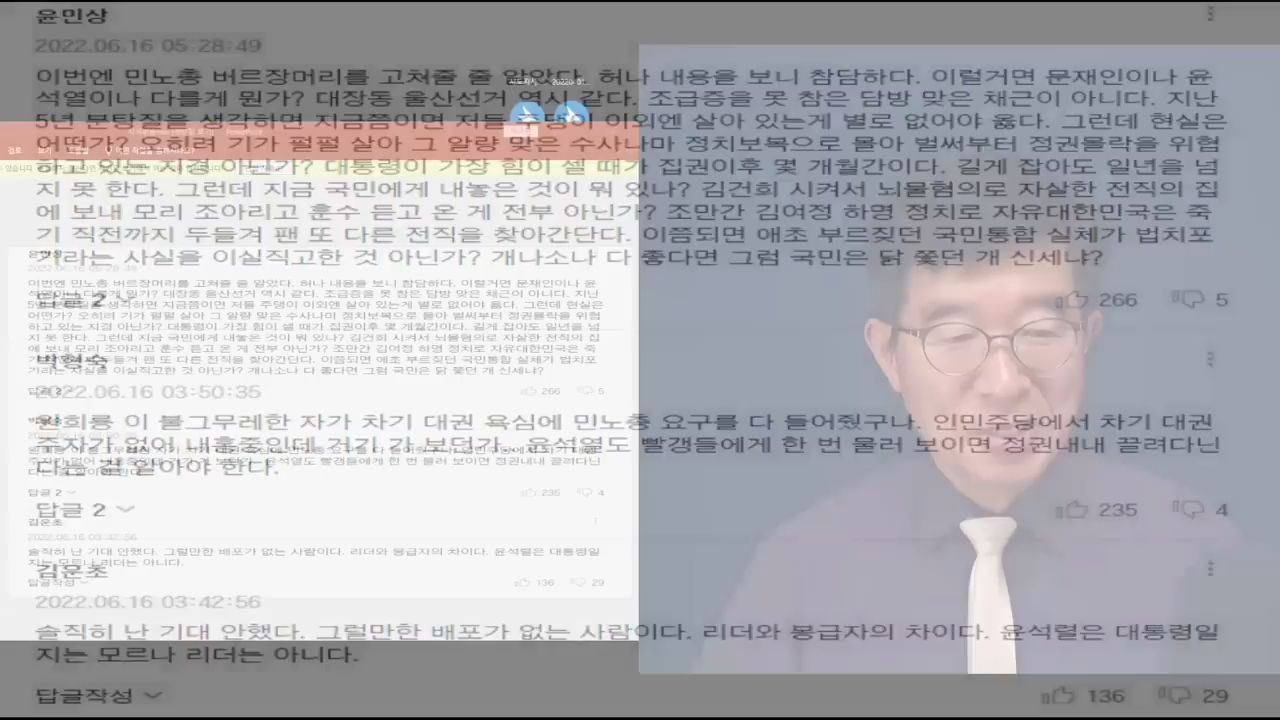 윤민상
2022.06.16 05:28:49
이번엔 민노총 버르장머리를 고쳐줄 줄 알았다. 허나 내용을 보니 참담하다. 이럴거면 문재인이나 윤
석열이나 다를게 뭔가? 대장동 울산선거 역시 같다. 조급증을 못 참은 담방 맞은 채근이 아니다. 지난
5년 분탕질을 생각하면 지금쯤이면 저들 주댕이 이외엔 살아 있는게 별로 없어야 옳다. 그런데 현실은
어떤가? 오히려 기가 펄펄 살아 그 알량 맞은 수사나마 정치보복으로 몰아 벌써부터 정권몰락을 위협
하고 있는 지경 아닌가? 대통령이 가장 힘이 셀 때가 집권이후 몇 개월간이다. 길게 잡아도 일년을 넘
지 못 한다. 그런데 지금 국민에게 내놓은 것이 뭐 있나? 김건희 시켜서 뇌물혐의로 자살한 전직의 집
에 보내 모리 조아리고 훈수 듣고 온 게 전부 아닌가? 조만간 김여정 하명 정치로 자유대한민국은 죽
기 직전까지 두들겨 팬 또 다른 전직을 찾아간단다. 이쯤되면 애초 부르짖던 국민통합 실체가 법치포
기라는 사실을 이실직고한 것 아닌가? 개나소나 다 좋다면 그럼 국민은 닭 쫓던 개 신세냐?
답글 2
266 5
박형숙
2022.06.16 03:50:35
원희룡 이 불그무레한 자가 차기 대권 욕심에 민노총 요구를 다 들어줬구나. 인민주당에서 차기 대권
주자가 없어 내홍중인데 거기 가 보던가. 윤석열도 빨갱들에게 한 번 물러 보이면 정권내내 끌려다닌
다는 걸 알아야 한다.
답글 2
235 4
김문초
2022.06.16 03:42:56
솔직히 난 기대 안했다. 그럴만한 배포가 없는 사람이다. 리더와 봉급자의 차이다. 윤석렬은 대통령일
지는 모르나 리더는 아니다.
답글작성
136 29